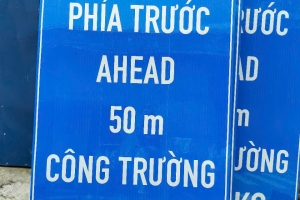 PHÍA TRƯỚC
AHEAD
50 m
CÔNG TRƯỜNG